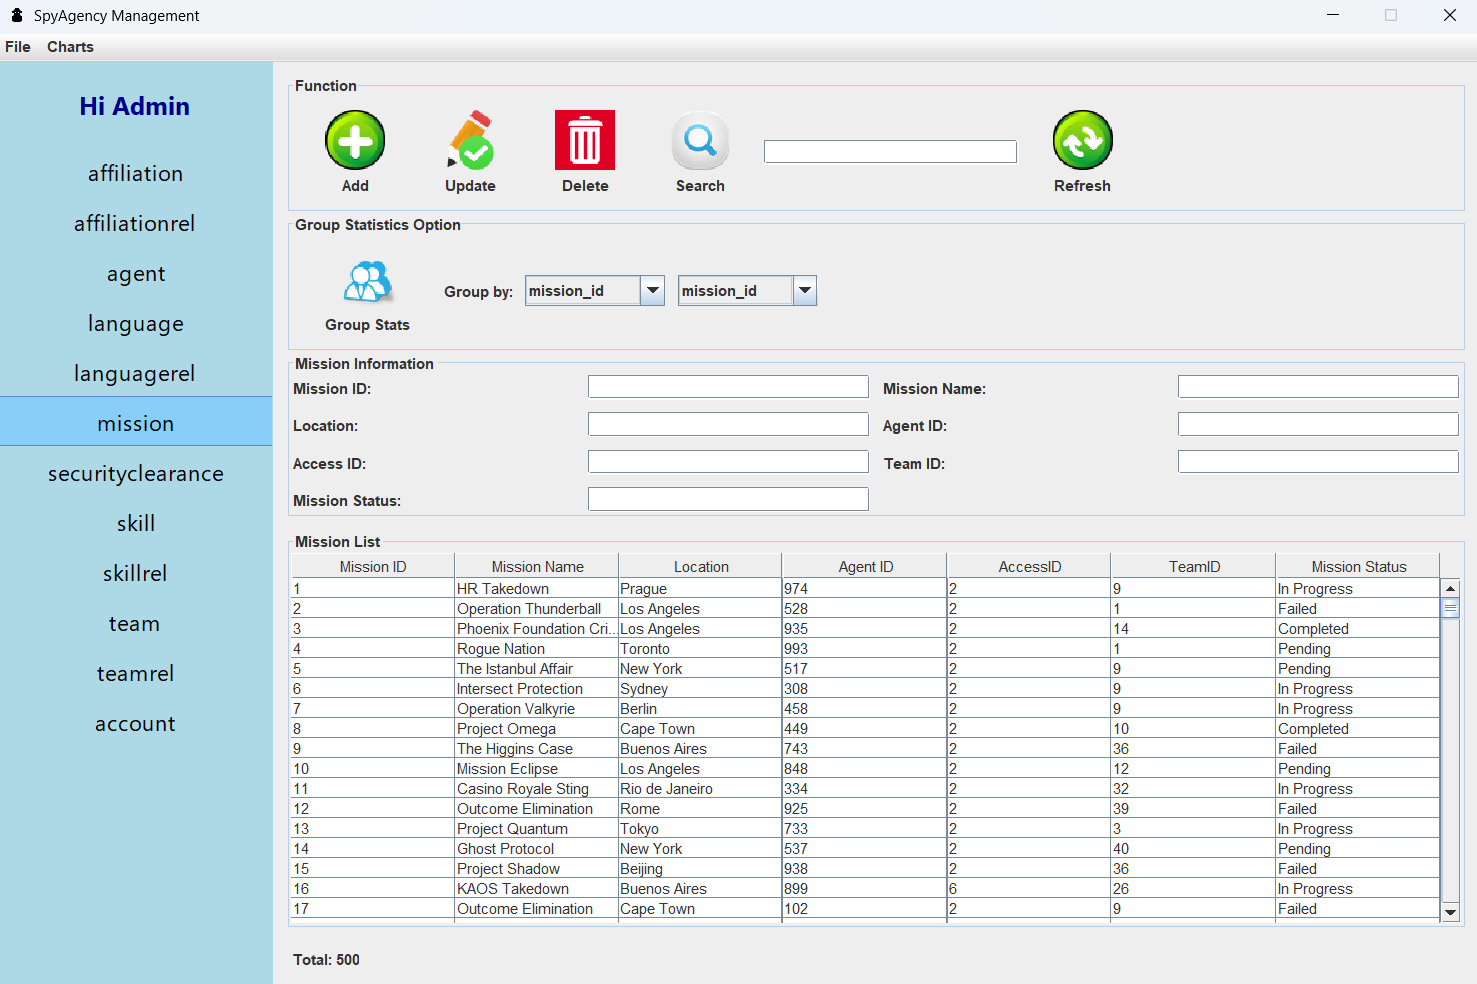 SpyAgency Management
File Charts
Hi Admin
affiliation
affiliationrel
agent
language
languagerel
mission
securityclearance
skill
skillrel
team
teamrel
account
Function
Add Update Delete Search Refresh
Group Statistics Option
Group by: mission_id mission_id
Group Stats
Mission Information
Mission ID: Mission Name:
Location: Agent ID:
Access ID: Team ID:
Mission Status:
Mission List
Mission ID Mission Name Location Agent ID AccessID TeamID Mission Status
1 HR Takedown Prague 974 2 9 In Progress
2 Operation Thunderball Los Angeles 528 2 1 Failed
3 Phoenix Foundation Cri... Los Angeles 935 2 14 Completed
4 Rogue Nation Toronto 993 2 1 Pending
5 The Istanbul Affair New York 517 2 9 Pending
6 Intersect Protection Sydney 308 2 9 In Progress
7 Operation Valkyrie Berlin 458 2 9 In Progress
8 Project Omega Cape Town 449 2 10 Completed
9 The Higgins Case Buenos Aires 743 2 36 Failed
10 Mission Eclipse Los Angeles 848 2 12 Pending
11 Casino Royale Sting Rio de Janeiro 334 2 32 In Progress
12 Outcome Elimination Rome 925 2 39 Failed
13 Project Quantum Tokyo 733 2 3 In Progress
14 Ghost Protocol New York 537 2 40 Pending
15 Project Shadow Beijing 938 2 36 Failed
16 KAOS Takedown Buenos Aires 899 6 26 In Progress
17 Outcome Elimination Cape Town 102 2 9 Failed
Total: 500